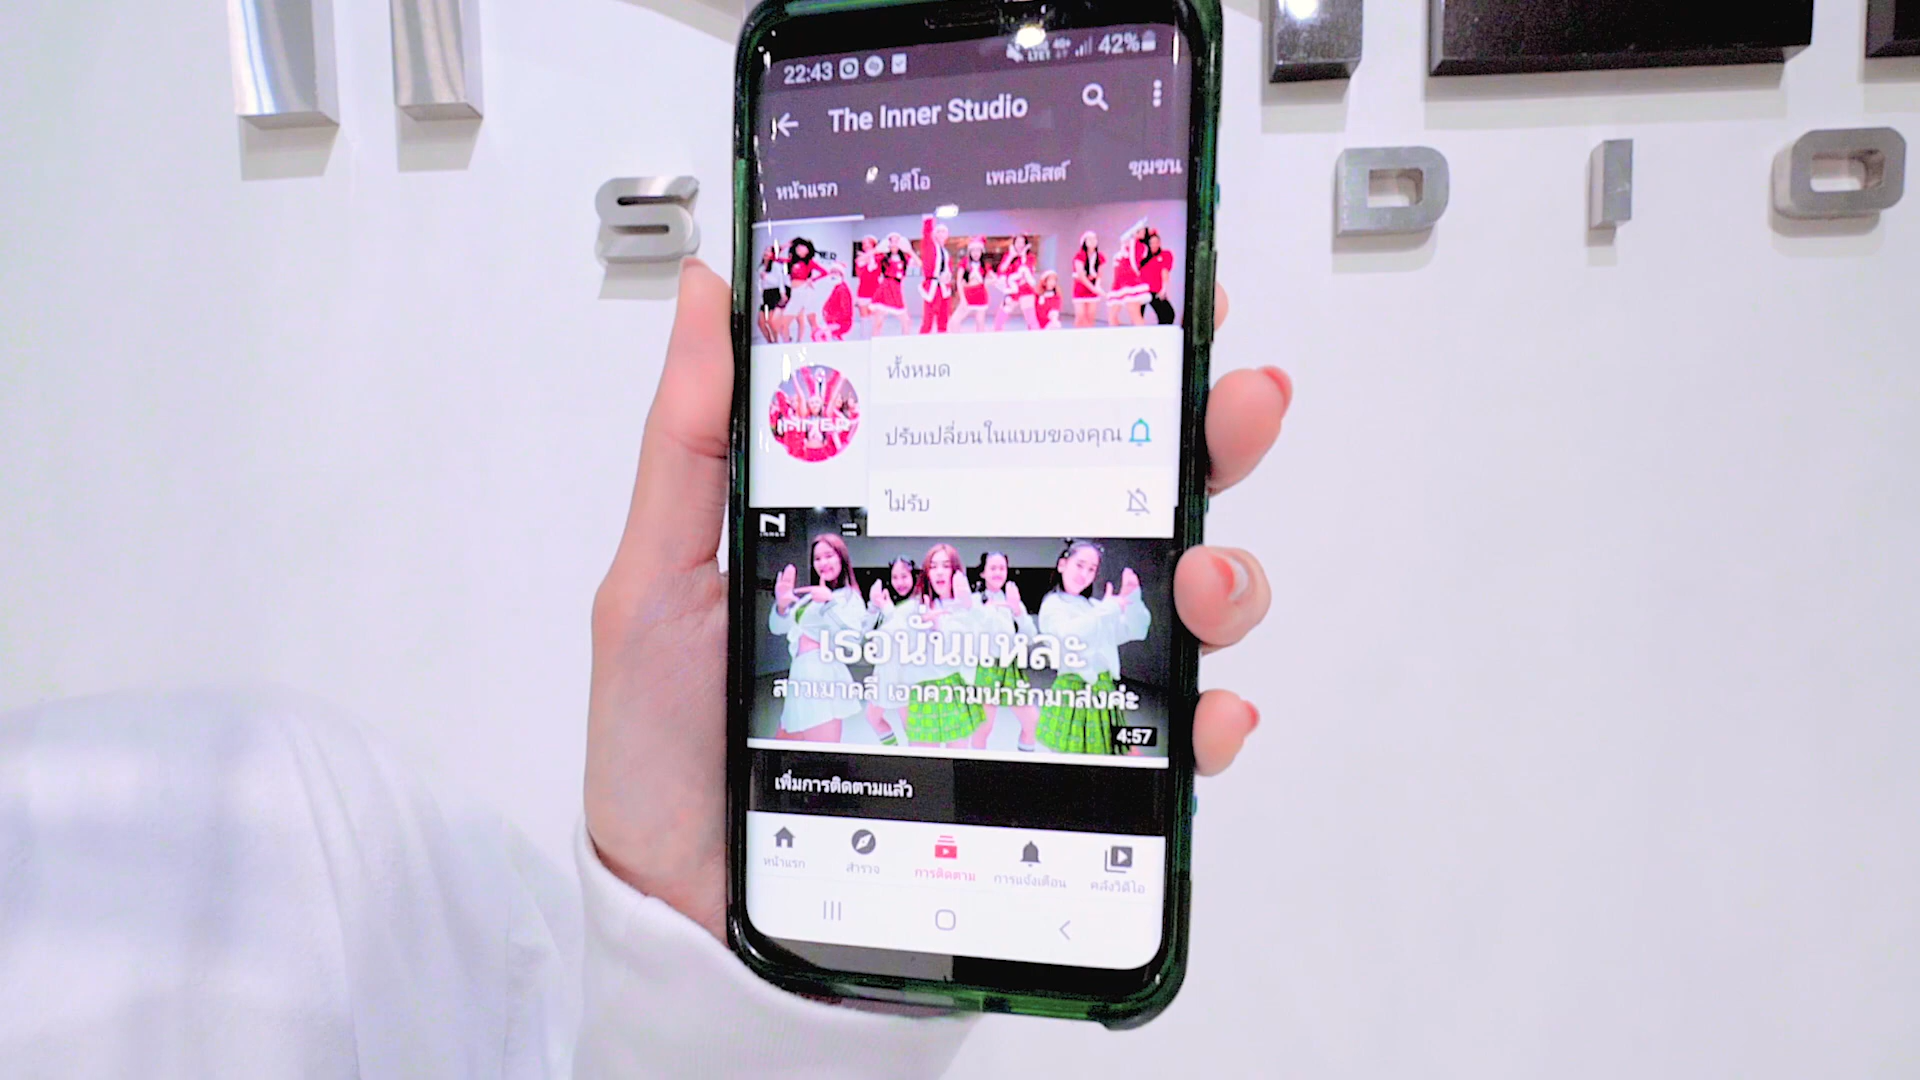 S
D I O
22:43
42%
The Inner Studio
หน้าแรก วิดีโอ เพลย์ลิสต์ ชุมชน
INNER
ทั้งหมด
ปรับเปลี่ยนในแบบของคุณ
ไม่รับ
INNER
เธอนั่นแหละ
สาวเมาคลี เอาความน่ารักมาส่งค่ะ
4:57
เพิ่มการติดตามแล้ว
หน้าแรก สำรวจ การติดตาม การแจ้งเตือน คลังวิดีโอ